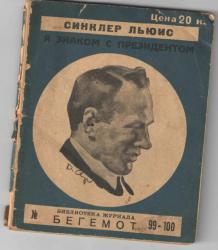 Цена 20 к.
СИНКЛЕР ЛЬЮИС
Я ЗНАКОМ С ПРЕЗИДЕНТОМ
БИБЛИОТЕКА ЖУРНАЛА
№ БЕГЕМОТ 99-100